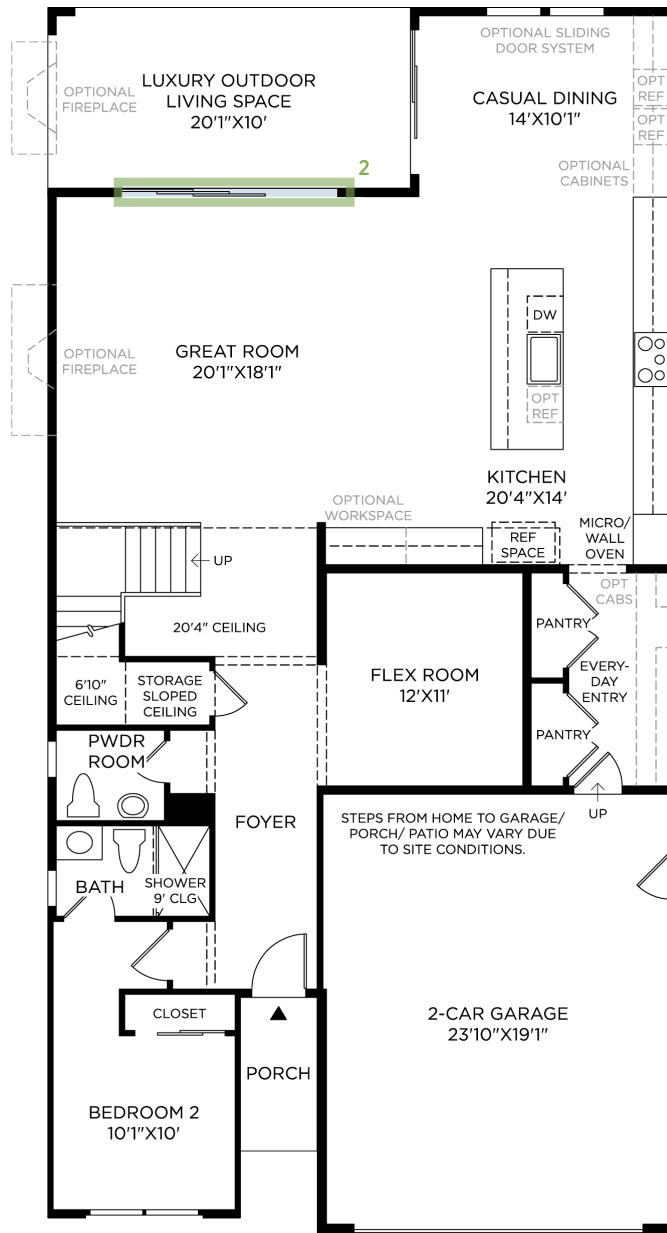 OPTIONAL SLIDING
DOOR SYSTEM
OPTIONAL
FIREPLACE
LUXURY OUTDOOR
LIVING SPACE
20'1"X10'
CASUAL DINING
14'X10'1"
OPT
REF
OPT
REF
2
OPTIONAL
CABINETS
DW
OPTIONAL
FIREPLACE
GREAT ROOM
20'1"X18'1"
OPT
REF
KITCHEN
20'4"X14'
OPTIONAL
WORKSPACE
REF
SPACE
MICRO/
WALL
OVEN
UP
OPT
CABS
20'4" CEILING
PANTRY
6'10"
CEILING
STORAGE
SLOPED
CEILING
FLEX ROOM
12'X11'
EVERY-
DAY
ENTRY
PANTRY
PWDR
ROOM
FOYER
UP
STEPS FROM HOME TO GARAGE/
PORCH/ PATIO MAY VARY DUE
TO SITE CONDITIONS.
BATH
SHOWER
9' CLG
CLOSET
2-CAR GARAGE
23'10"X19'1"
PORCH
BEDROOM 2
10'1"X10'